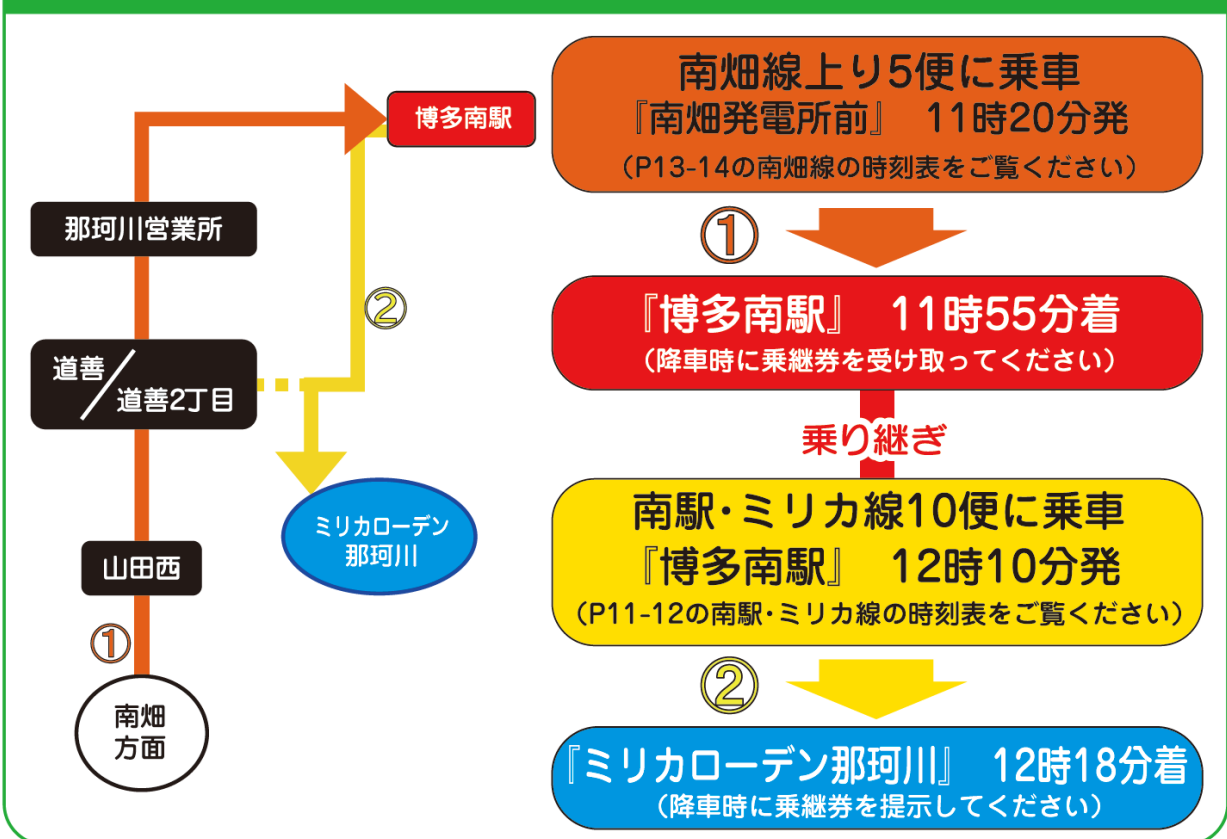 博多南駅
那珂川営業所
②
道善/道善2丁目
ミリカローデン
那珂川
山田西
①
南畑
方面
南畑線上り5便に乗車
『南畑発電所前』 11時20分発
(P13-14の南畑線の時刻表をご覧ください)
①
『博多南駅』 11時55分着
(降車時に乗継券を受け取ってください)
乗り継ぎ
南駅・ミリカ線10便に乗車
『博多南駅』 12時10分発
(P11-12の南駅・ミリカ線の時刻表をご覧ください)
②
『ミリカローデン那珂川』 12時18分着
(降車時に乗継券を提示してください)